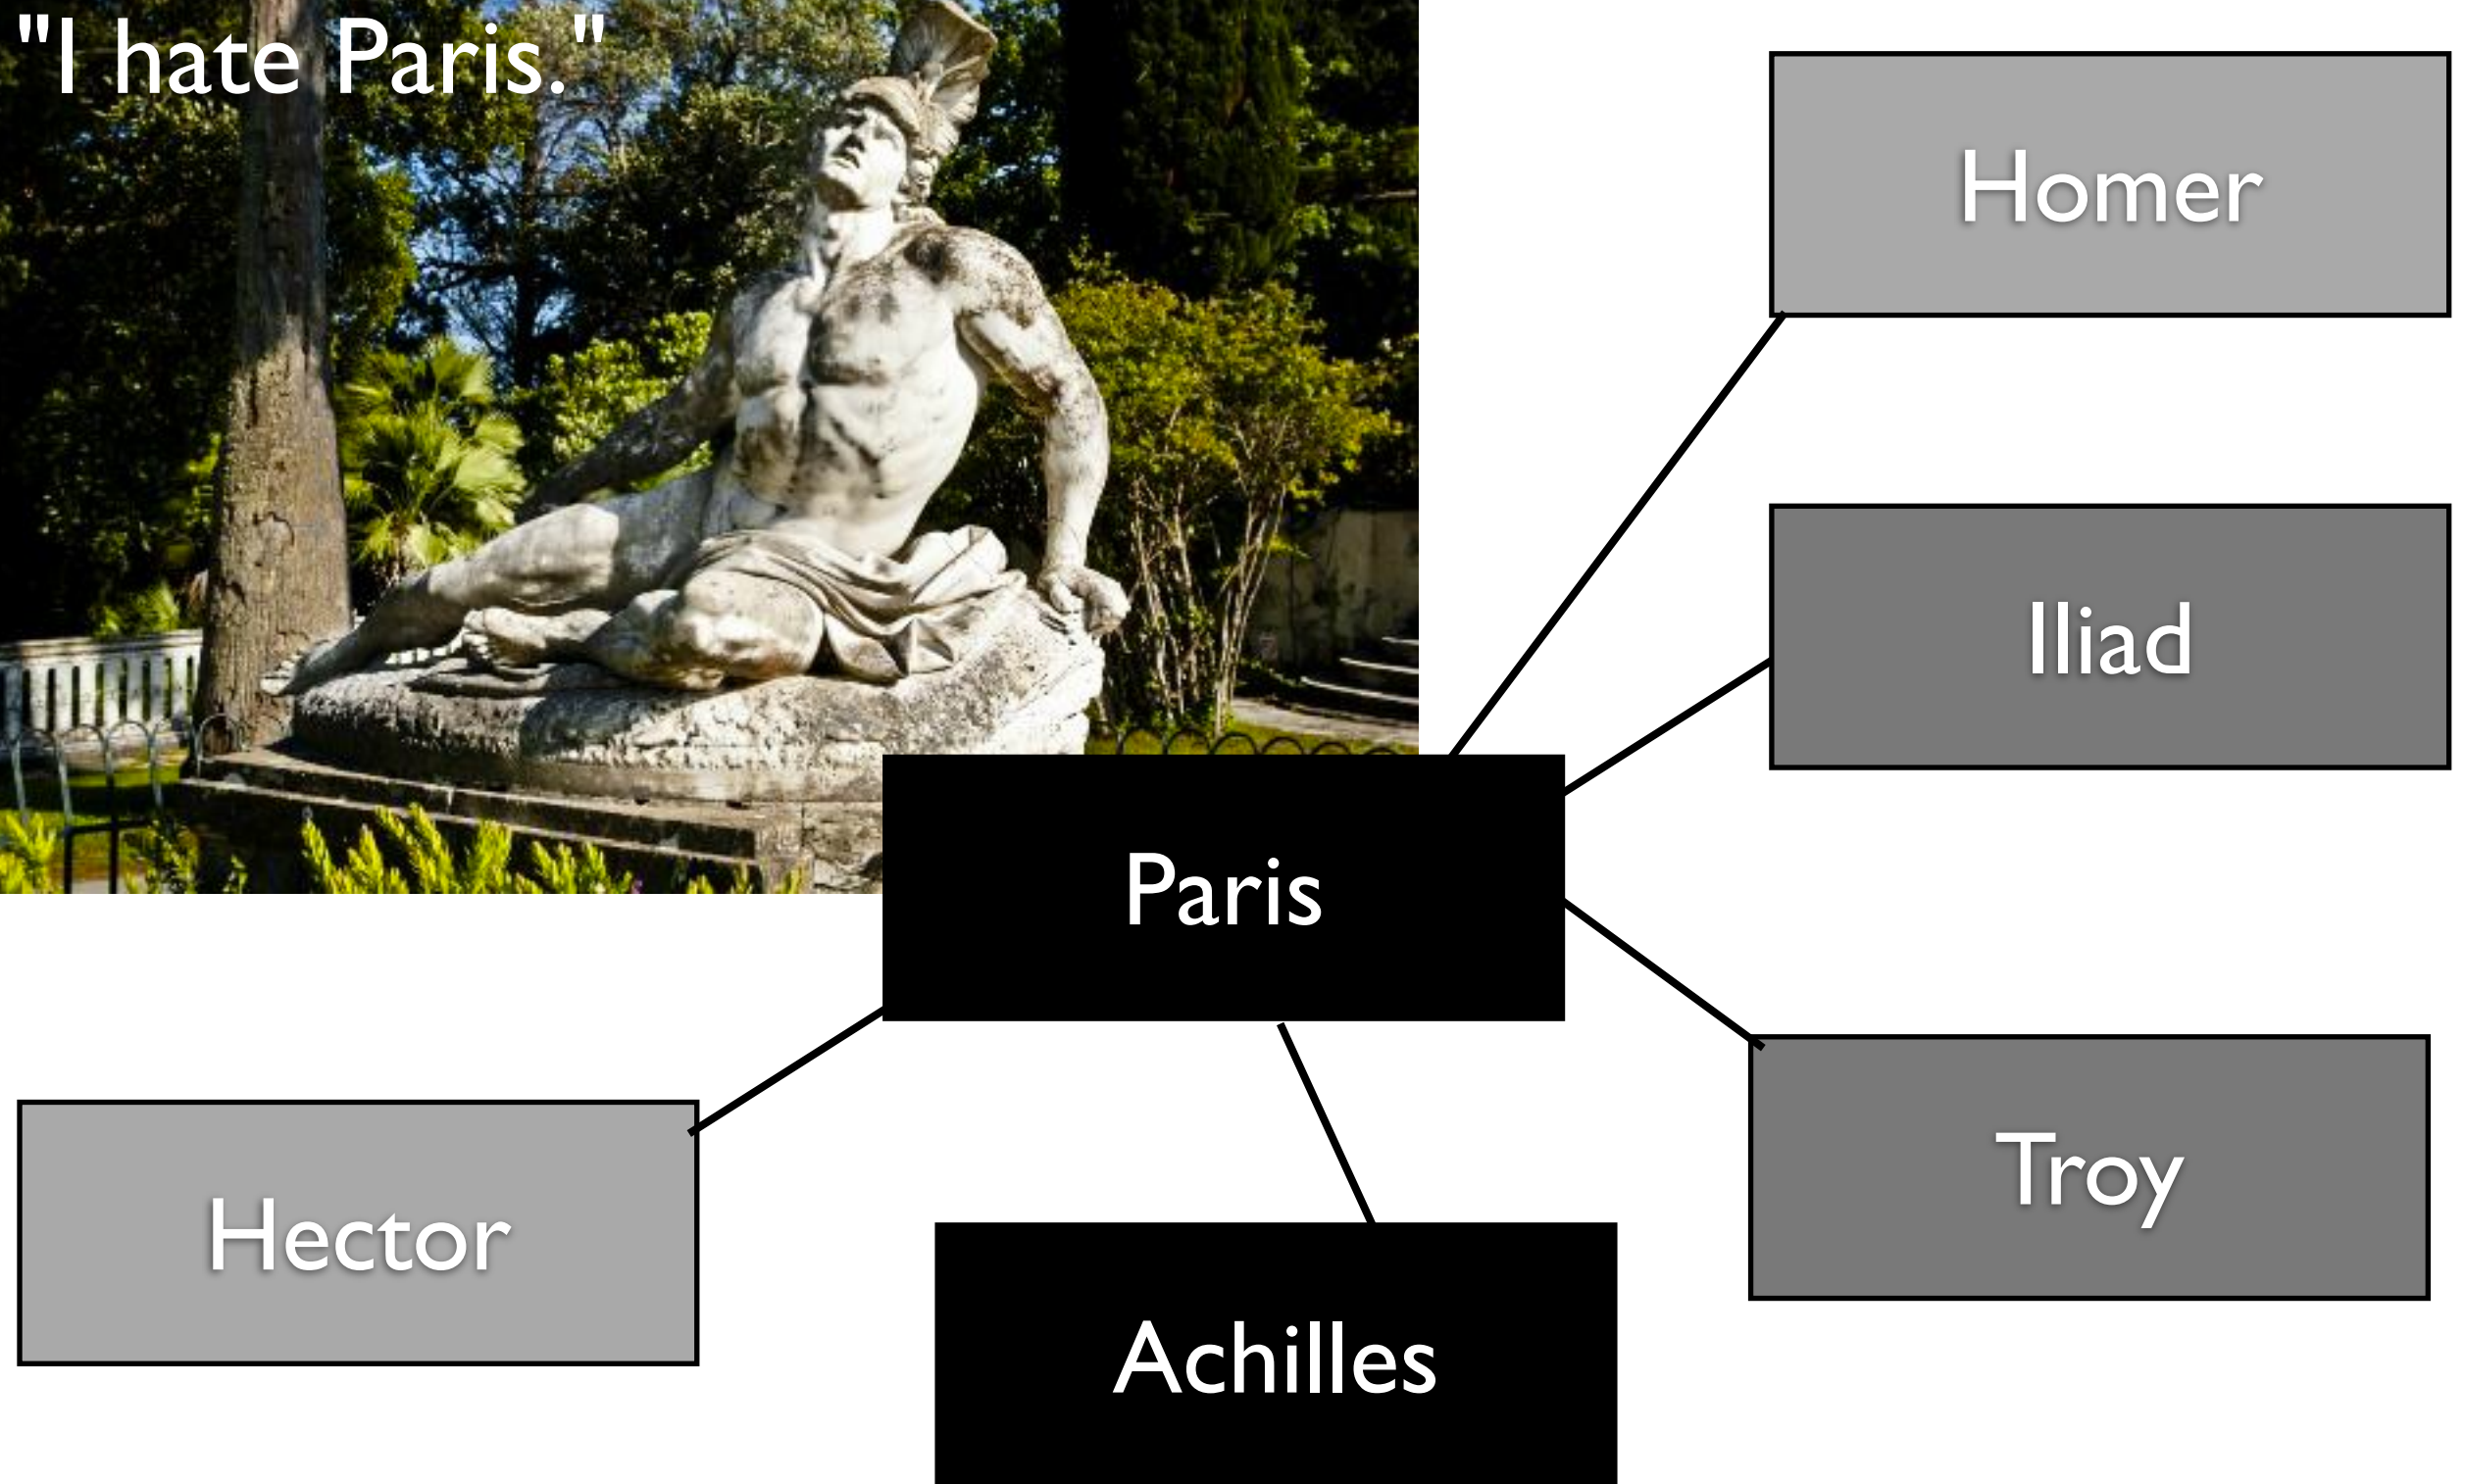 "I hate Paris."
Homer
Iliad
Paris
Troy
Hector
Achilles